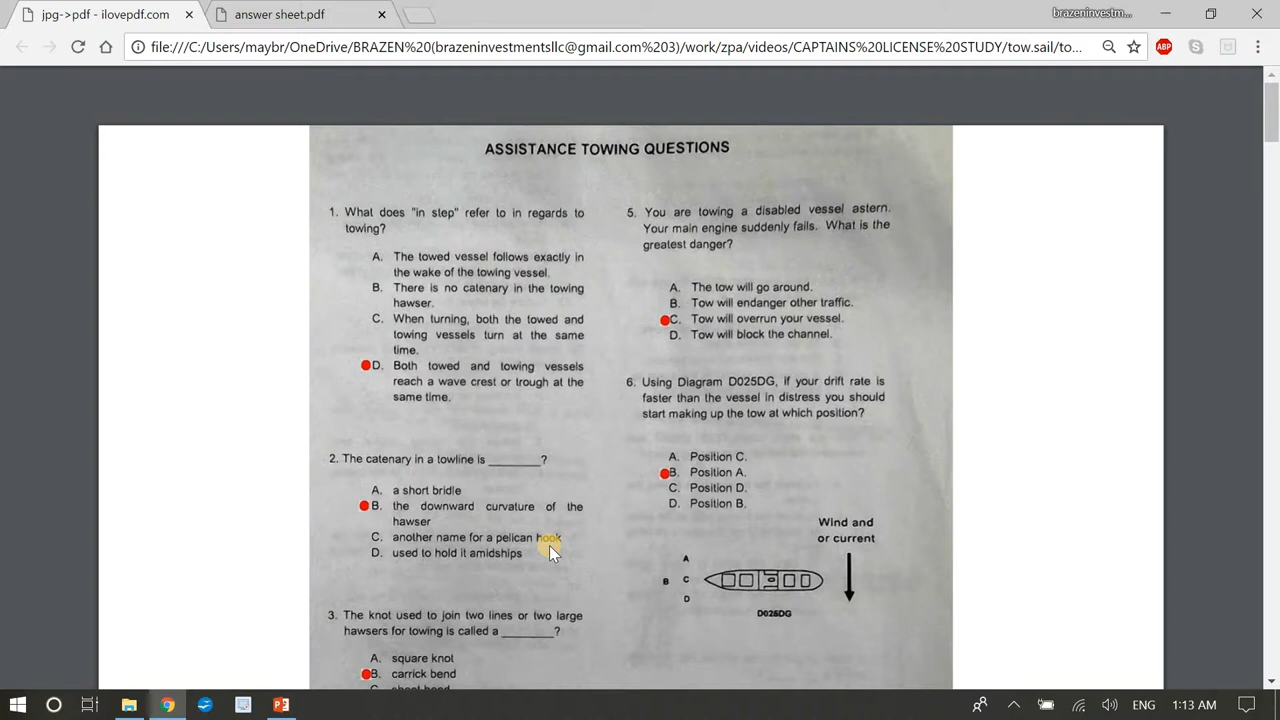 jpg->pdf - ilovepdf.com
answer sheet.pdf
brazeninvestm...
file:///C:/Users/maybr/OneDrive/BRAZEN%20(brazeninvestmentsllc@gmail.com%203)/work/zpa/videos/CAPTAINS%20LICENSE%20STUDY/tow.sail/to...
ABP
ASSISTANCE TOWING QUESTIONS
1. What does "in step" refer to in regards to
towing?
A. The towed vessel follows exactly in
the wake of the towing vessel.
B. There is no catenary in the towing
hawser.
C. When turning, both the towed and
towing vessels turn at the same
time.
D. Both towed and towing vessels
reach a wave crest or trough at the
same time.
2. The catenary in a towline is ________?
A. a short bridle
B. the downward curvature of the
hawser
C. another name for a pelican hook
D. used to hold it amidships
3. The knot used to join two lines or two large
hawsers for towing is called a ________?
A. square knot
B. carrick bend
5. You are towing a disabled vessel astern.
Your main engine suddenly fails. What is the
greatest danger?
A. The tow will go around.
B. Tow will endanger other traffic.
C. Tow will overrun your vessel.
D. Tow will block the channel.
6. Using Diagram D025DG, if your drift rate is
faster than the vessel in distress you should
start making up the tow at which position?
A. Position C.
B. Position A.
C. Position D.
D. Position B.
Wind and
or current
A
B C
D
D025DG
ENG 1:13 AM